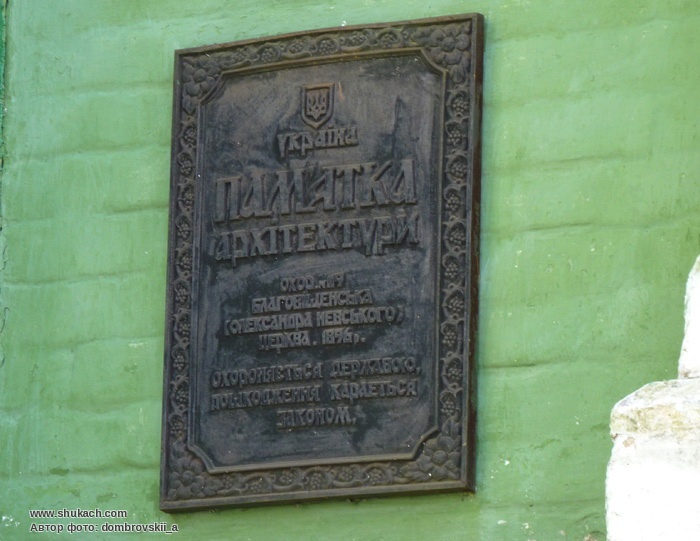 україна
ПАМ'ЯТКА
архітектури
БЛАГОВІЩЕНСЬКА
(ОЛЕКСАНДРА НЕВСЬКОГО)
ЦЕРКВА. 1896 р.
ОХОРОНЯЄТЬСЯ ДЕРЖАВОЮ,
ПОШКОДЖЕННЯ КАРАЄТЬСЯ
ЗАКОНОМ.
www.shukach.com
Автор фото: dombrovskii_a